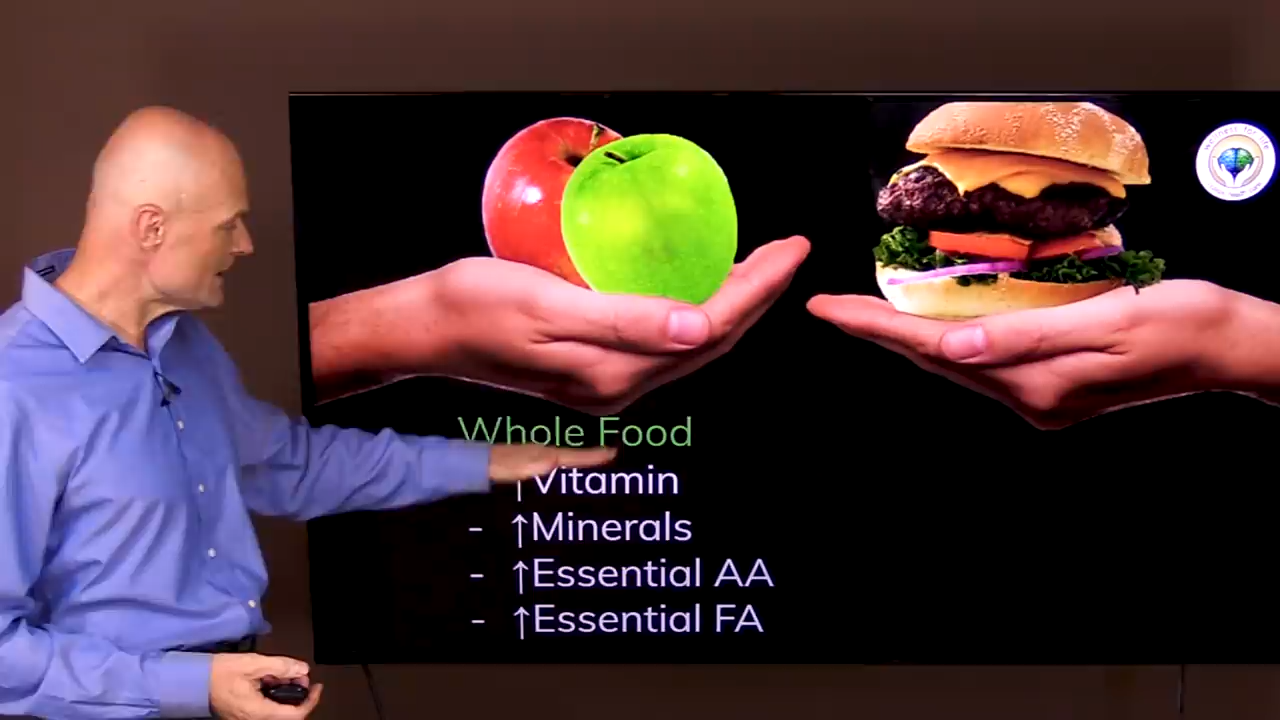 Whole Food
↑Vitamin
- ↑Minerals
- ↑Essential AA
- ↑Essential FA